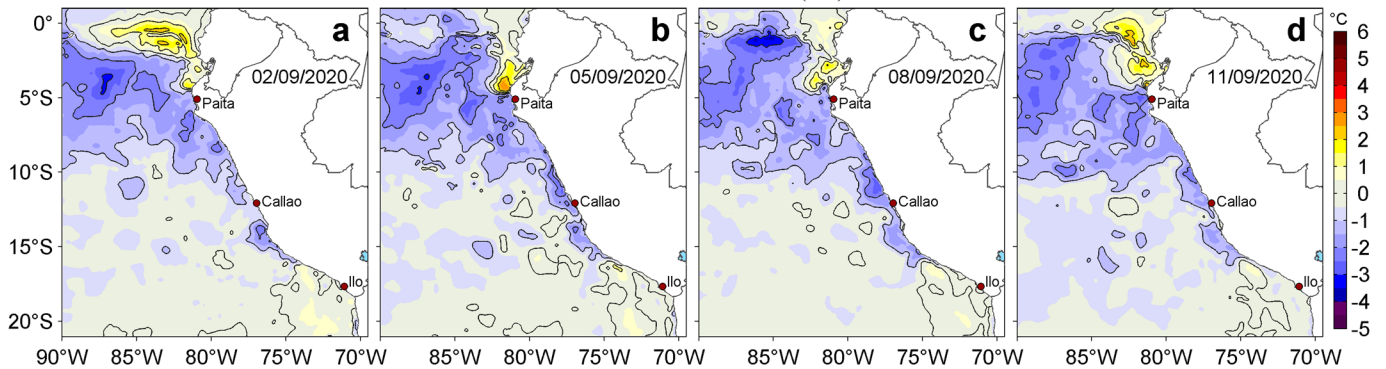 a
b
c
d
°C
0°
5°S
10°S
15°S
20°S
02/09/2020
05/09/2020
08/09/2020
11/09/2020
Paita
Paita
Paita
Paita
Callao
Callao
Callao
Callao
Ilo
Ilo
Ilo
Ilo
90°W
85°W
80°W
75°W
70°W
85°W
80°W
75°W
70°W
85°W
80°W
75°W
70°W
85°W
80°W
75°W
70°W
6
5
4
3
2
1
0
-1
-2
-3
-4
-5